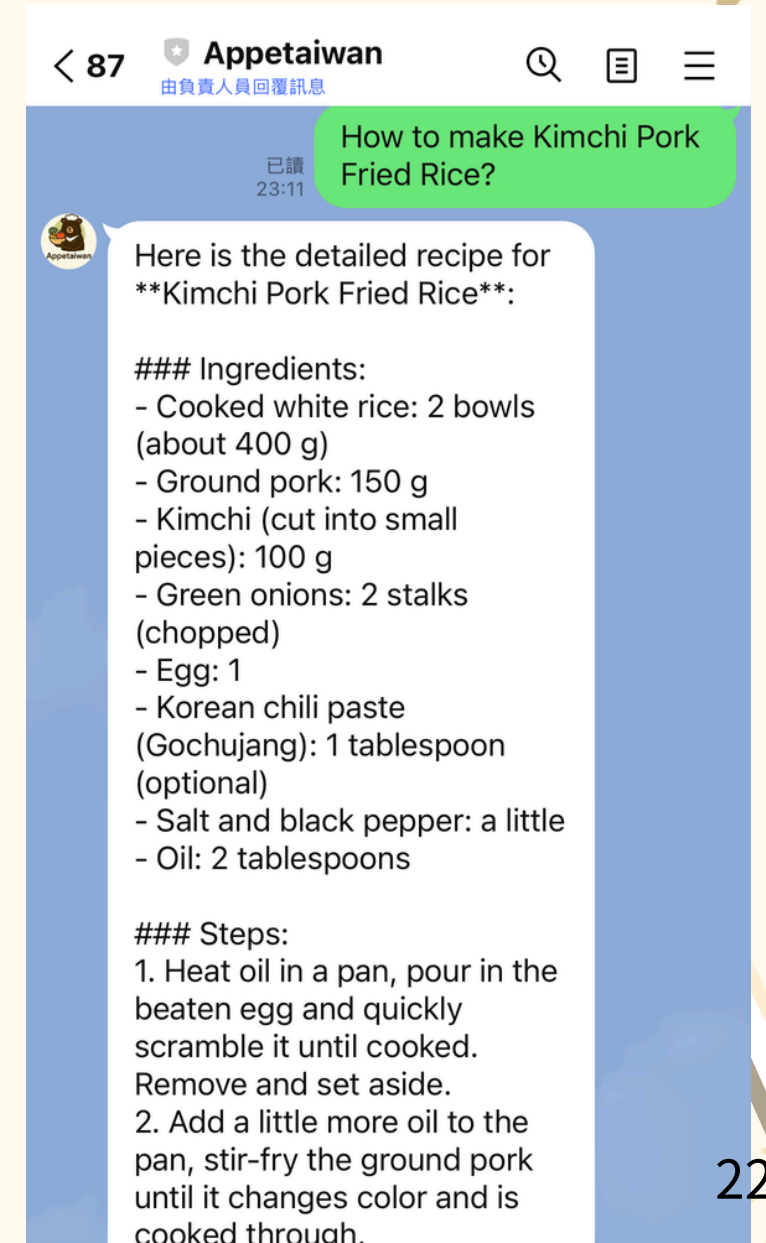 87
Appetaiwan
由負責人員回覆訊息
How to make Kimchi Pork
Fried Rice?
已讀
23:11
Appetaiwan
Here is the detailed recipe for
**Kimchi Pork Fried Rice**:
### Ingredients:
- Cooked white rice: 2 bowls
(about 400 g)
- Ground pork: 150 g
- Kimchi (cut into small
pieces): 100 g
- Green onions: 2 stalks
(chopped)
- Egg: 1
- Korean chili paste
(Gochujang): 1 tablespoon
(optional)
- Salt and black pepper: a little
- Oil: 2 tablespoons
### Steps:
1. Heat oil in a pan, pour in the
beaten egg and quickly
scramble it until cooked.
Remove and set aside.
2. Add a little more oil to the
pan, stir-fry the ground pork
until it changes color and is
cooked through.
22